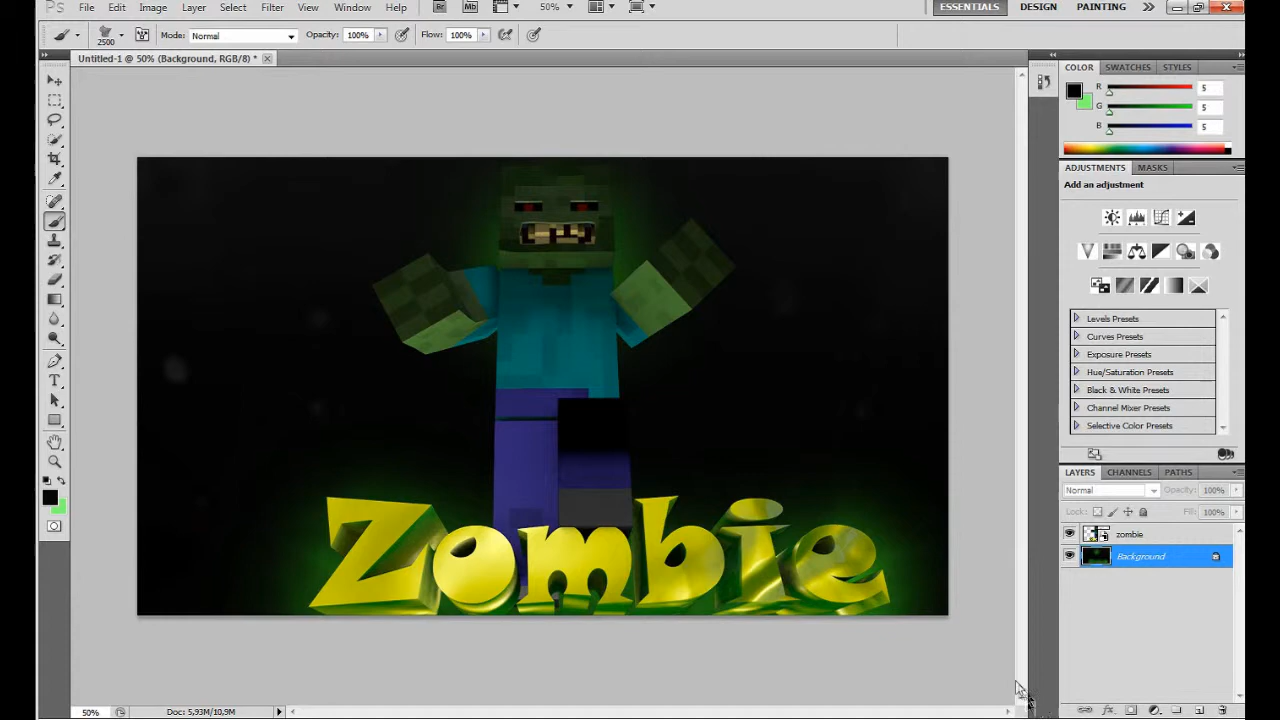 Ps File Edit Image Layer Select Filter View Window Help Br Mb 50% ESSENTIALS DESIGN PAINTING
2500 Mode: Normal Opacity: 100% Flow: 100%
Untitled-1 @ 50% (Background, RGB/8) *
COLOR SWATCHES STYLES
R 5
G 5
B 5
ADJUSTMENTS MASKS
Add an adjustment
Levels Presets
Curves Presets
Exposure Presets
Hue/Saturation Presets
Black & White Presets
Channel Mixer Presets
Selective Color Presets
LAYERS CHANNELS PATHS
Normal Opacity: 100%
Lock: Fill: 100%
zombie
Background
Zombie
50% Doc: 5,93M/10,9M